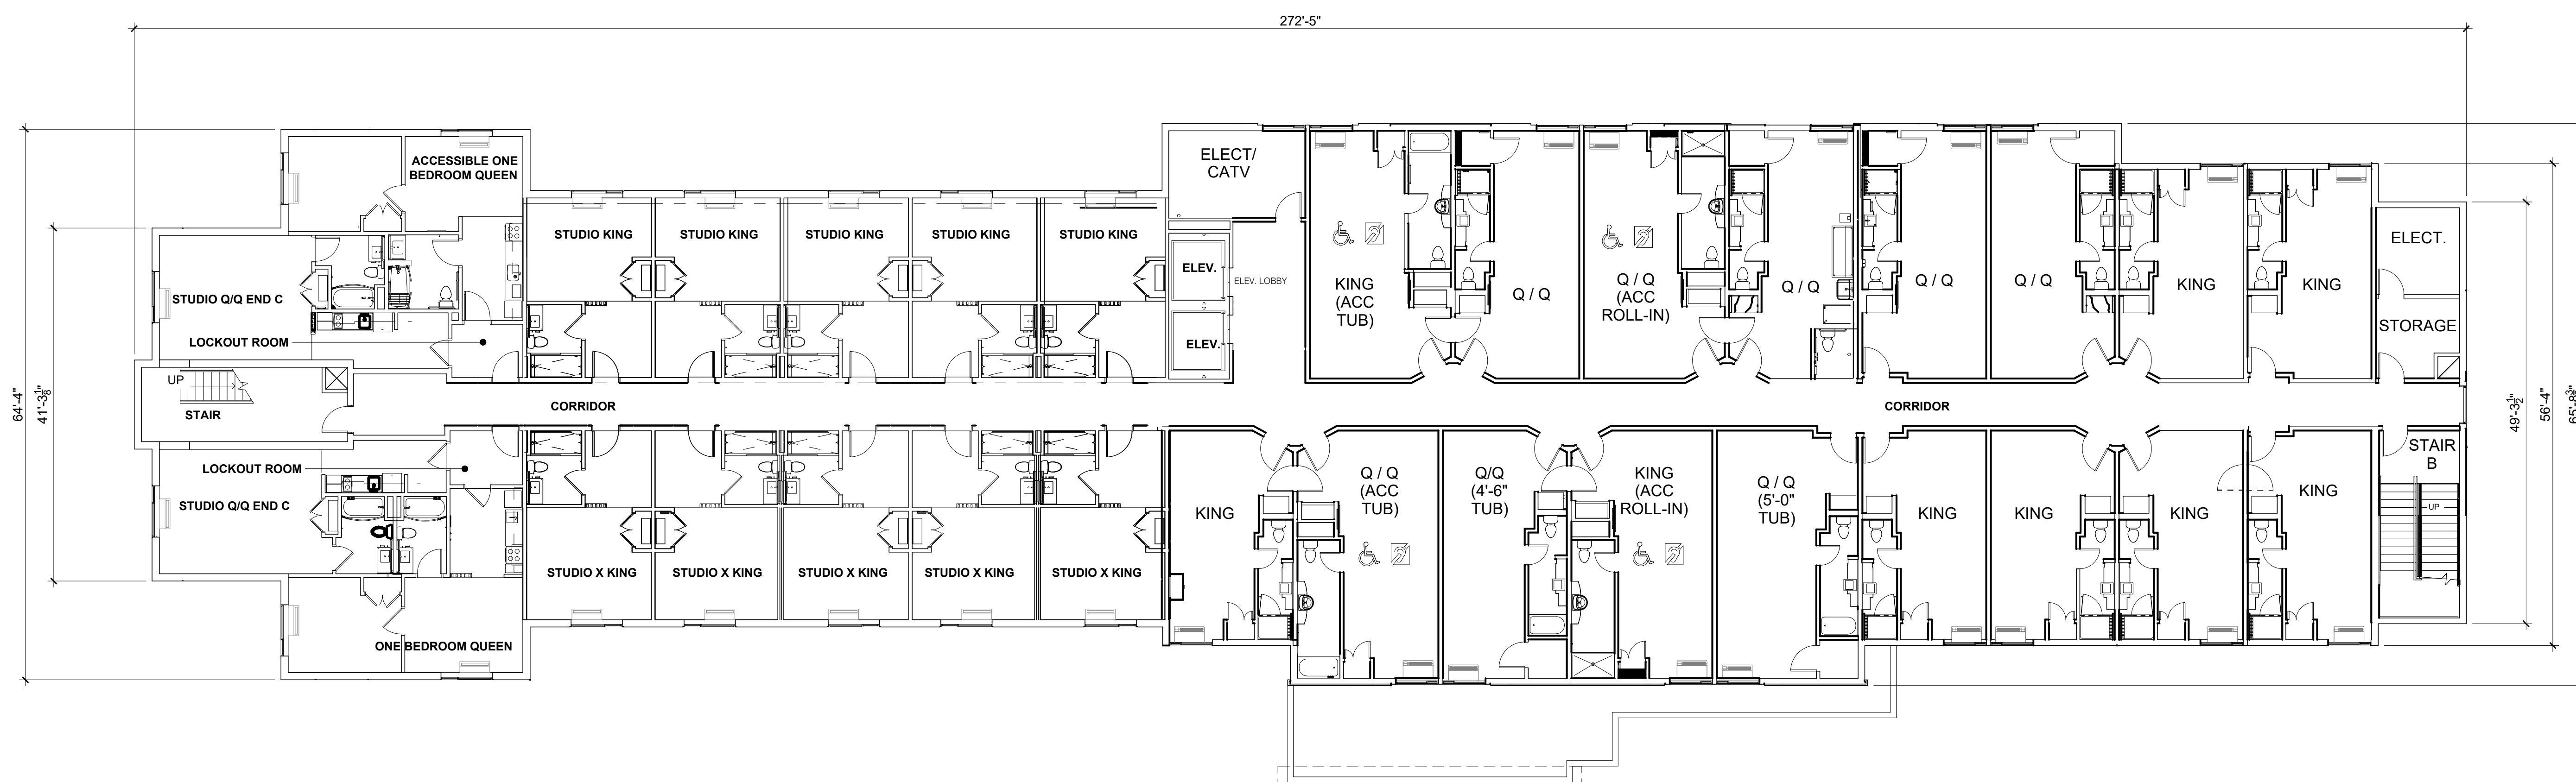 272'-5"
ACCESSIBLE ONE
BEDROOM QUEEN
ELECT/
CATV
STUDIO KING
STUDIO KING
STUDIO KING
STUDIO KING
STUDIO KING
ELEV.
ELEV. LOBBY
KING
(ACC
TUB)
Q / Q
Q / Q
(ACC
ROLL-IN)
Q / Q
Q / Q
Q / Q
KING
KING
ELECT.
STUDIO Q/Q END C
LOCKOUT ROOM
ELEV.
STORAGE
UP
STAIR
CORRIDOR
CORRIDOR
64'-4"
41'-3 1/8"
49'-3 1/2"
56'-4"
LOCKOUT ROOM
STUDIO Q/Q END C
KING
Q / Q
(ACC
TUB)
Q/Q
(4'-6"
TUB)
KING
(ACC
ROLL-IN)
Q / Q
(5'-0"
TUB)
KING
KING
KING
KING
STAIR
B
UP
STUDIO X KING
STUDIO X KING
STUDIO X KING
STUDIO X KING
STUDIO X KING
ONE BEDROOM QUEEN